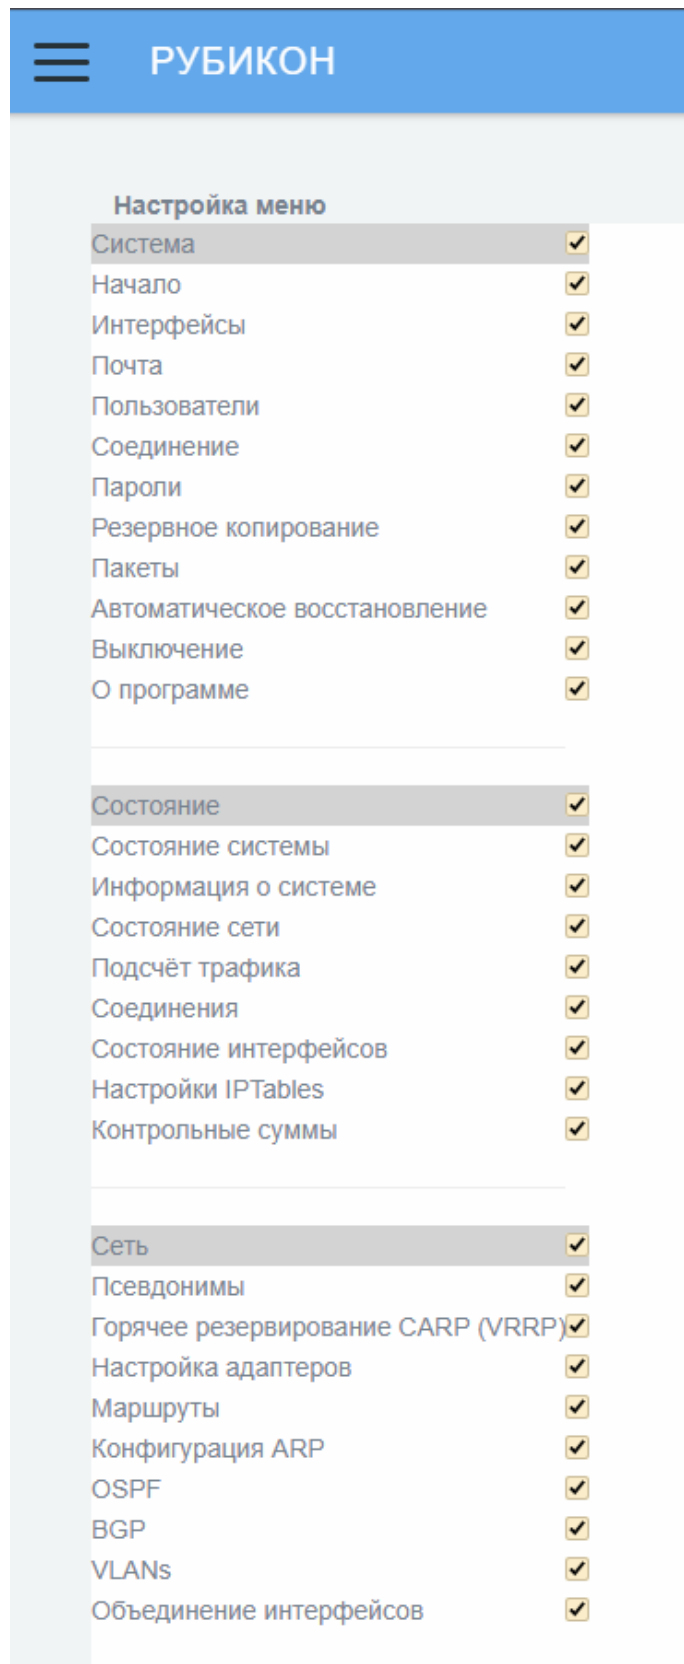 РУБИКОН
Настройка меню
Система
Начало
Интерфейсы
Почта
Пользователи
Соединение
Пароли
Резервное копирование
Пакеты
Автоматическое восстановление
Выключение
О программе
Состояние
Состояние системы
Информация о системе
Состояние сети
Подсчёт трафика
Соединения
Состояние интерфейсов
Настройки IPTables
Контрольные суммы
Сеть
Псевдонимы
Горячее резервирование CARP (VRRP)
Настройка адаптеров
Маршруты
Конфигурация ARP
OSPF
BGP
VLANs
Объединение интерфейсов